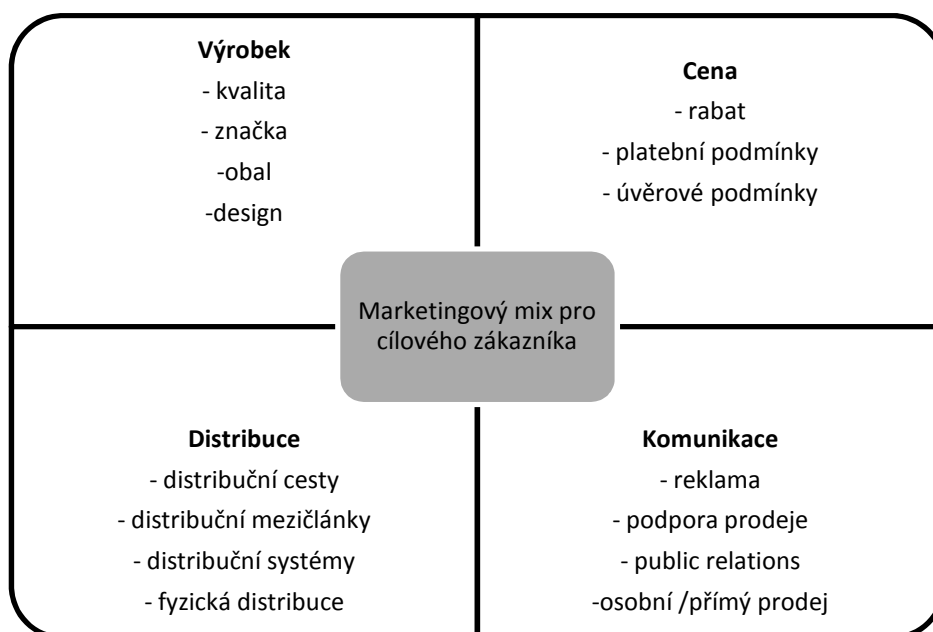 Výrobek
- kvalita
- značka
-obal
-design
Cena
- rabat
- platební podmínky
- úvěrové podmínky
Marketingový mix pro
cílového zákazníka
Distribuce
- distribuční cesty
- distribuční mezičlánky
- distribuční systémy
- fyzická distribuce
Komunikace
- reklama
- podpora prodeje
- public relations
-osobní /přímý prodej